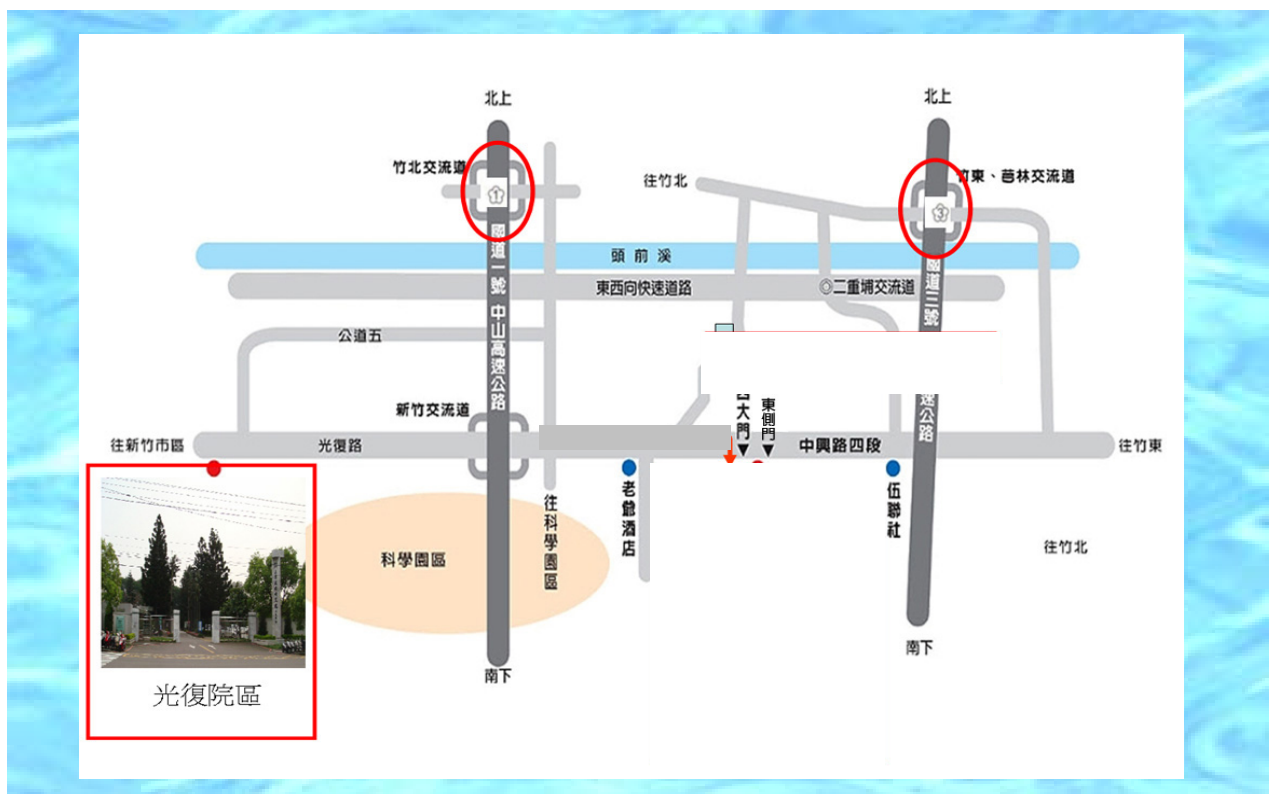 北上
北上
竹北交流道
1
往竹北
竹東、芎林交流道
3
頭前溪
東西向快速道路
◎二重埔交流道
國道一號 中山高速公路
國道三號
速公路
公道五
新竹交流道
大門▼
東側門▼
往新竹市區
光復路
中興路四段
往竹東
老爺酒店
伍聯社
往科學園區
科學園區
往竹北
南下
南下
光復院區